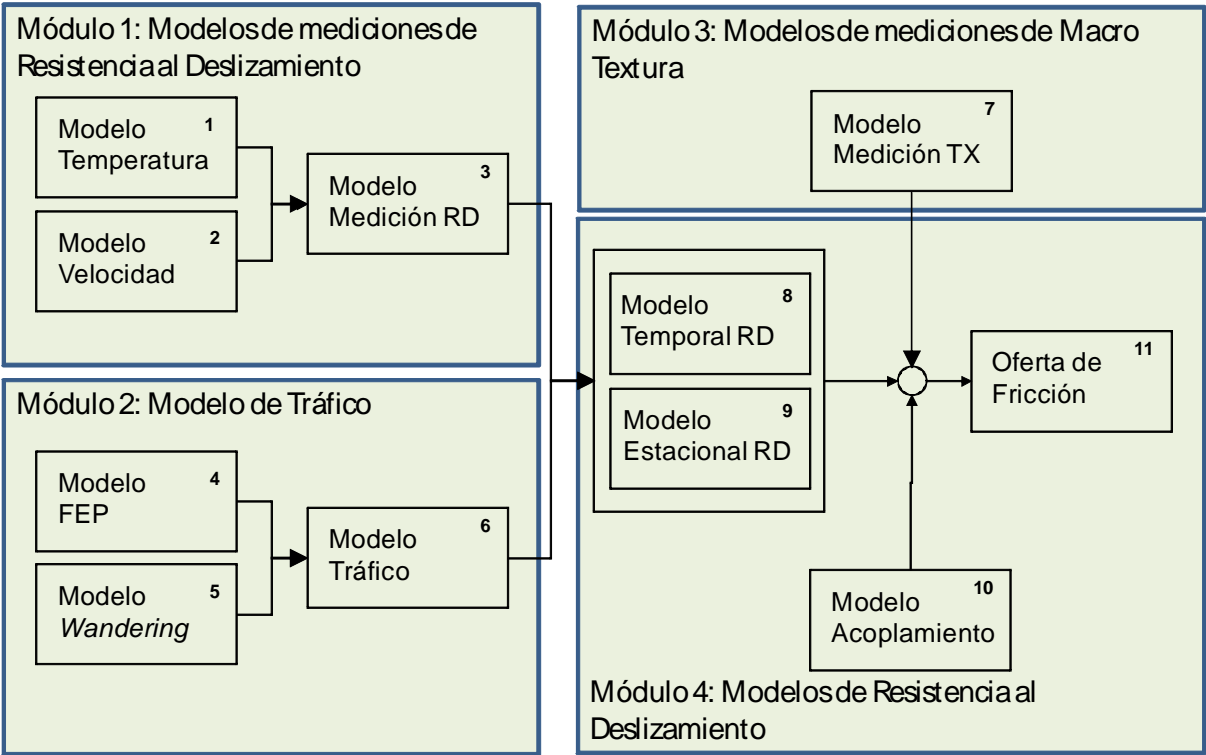 Módulo 1: Modelos de mediciones de
Resistencia al Deslizamiento
Modelo
Temperatura
1
Modelo
Velocidad
2
Modelo
Medición RD
3
Módulo 2: Modelo de Tráfico
Modelo
FEP
4
Modelo
Wandering
5
Modelo
Tráfico
6
Módulo 3: Modelos de mediciones de Macro
Textura
Modelo
Medición TX
7
Modelo
Temporal RD
8
Modelo
Estacional RD
9
Oferta de
Fricción
11
Modelo
Acoplamiento
10
Módulo 4: Modelos de Resistencia al
Deslizamiento